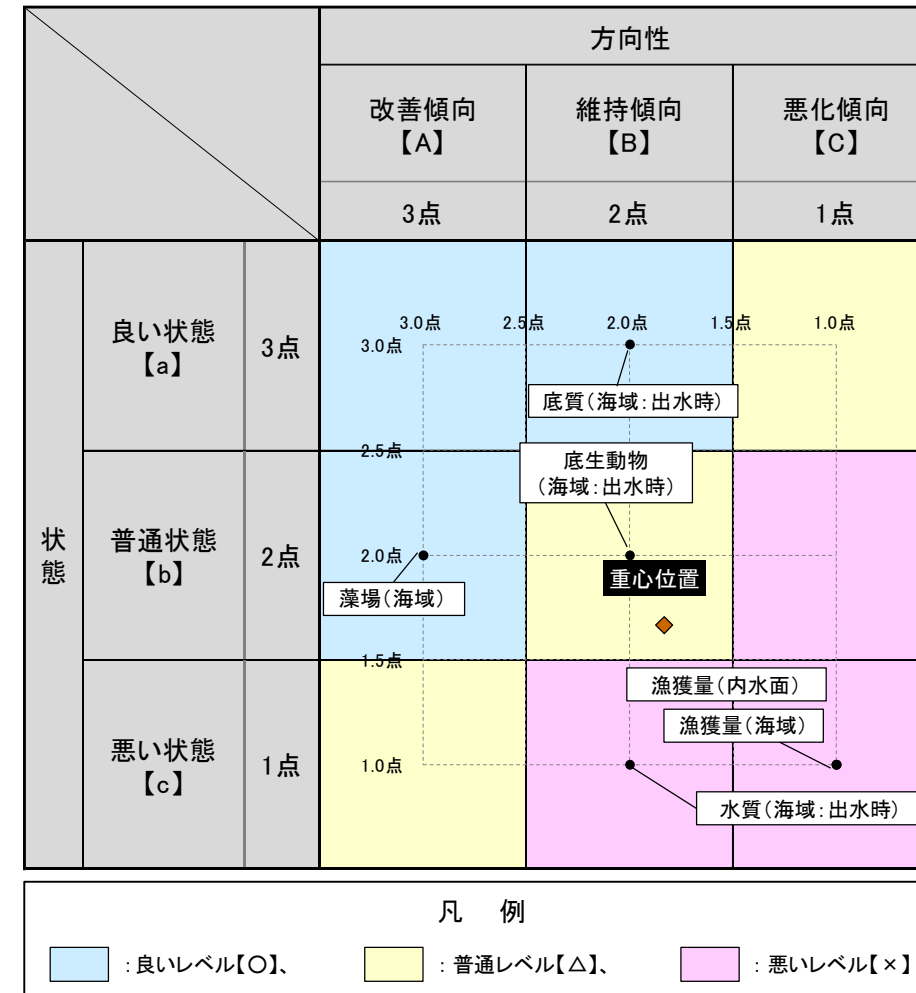 方向性
改善傾向
【A】
維持傾向
【B】
悪化傾向
【C】
3点
2点
1点
状態
良い状態
【a】
3点
3.0点
2.5点
2.0点
1.5点
1.0点
3.0点
底質(海域:出水時)
2.5点
普通状態
【b】
2点
底生動物
(海域:出水時)
2.0点
重心位置
藻場(海域)
1.5点
悪い状態
【c】
1点
漁獲量(内水面)
漁獲量(海域)
1.0点
水質(海域:出水時)
凡 例
:良いレベル【〇】、
:普通レベル【△】、
:悪いレベル【×】